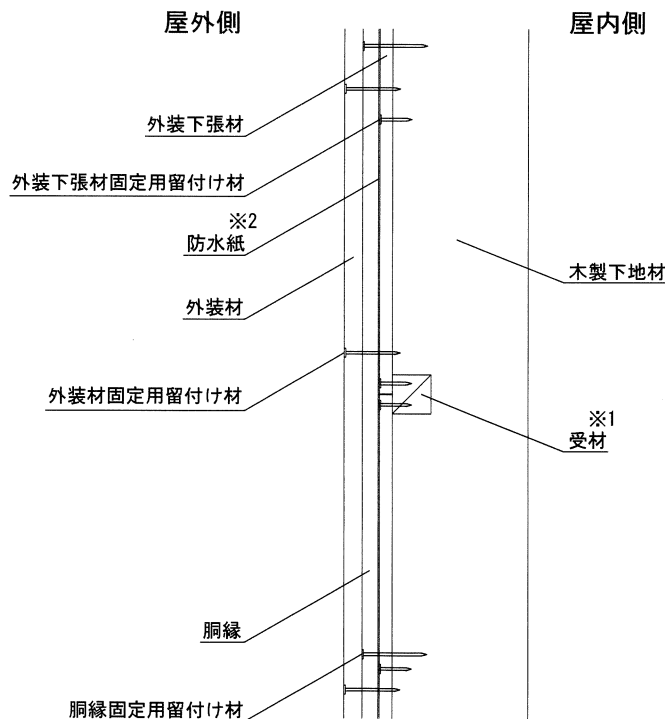 屋外側
屋内側
外装下張材
外装下張材固定用留付け材
※2
防水紙
木製下地材
外装材
外装材固定用留付け材
※1
受材
胴縁
胴縁固定用留付け材